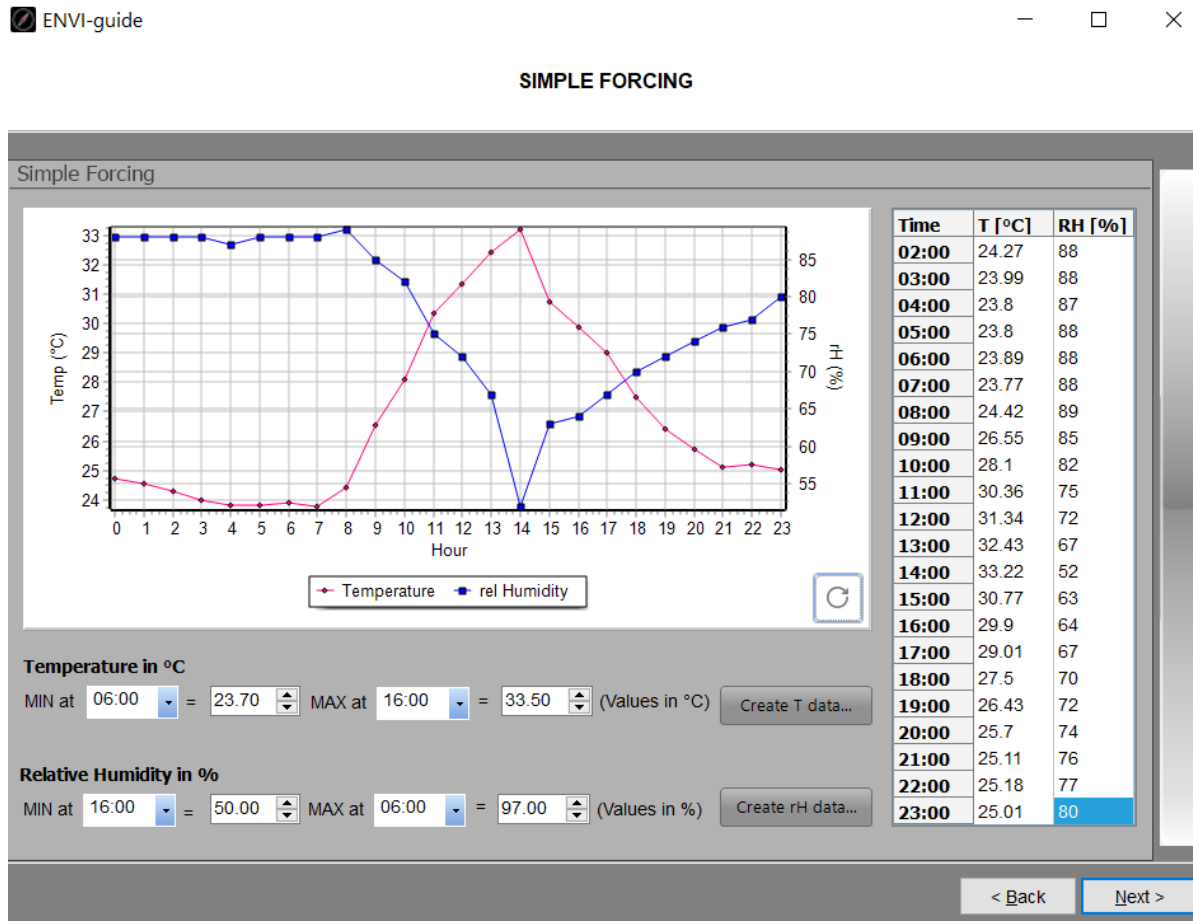 ENVI-guide
SIMPLE FORCING
Simple Forcing
33
32
31
30
29
28
27
26
25
24
Temp (°C)
85
80
75
70
65
60
55
rH (%)
0 1 2 3 4 5 6 7 8 9 10 11 12 13 14 15 16 17 18 19 20 21 22 23
Hour
Temperature rel Humidity
Time T [°C] RH [%]
02:00 24.27 88
03:00 23.99 88
04:00 23.8 87
05:00 23.8 88
06:00 23.89 88
07:00 23.77 88
08:00 24.42 89
09:00 26.55 85
10:00 28.1 82
11:00 30.36 75
12:00 31.34 72
13:00 32.43 67
14:00 33.22 52
15:00 30.77 63
16:00 29.9 64
17:00 29.01 67
18:00 27.5 70
19:00 26.43 72
20:00 25.7 74
21:00 25.11 76
22:00 25.18 77
23:00 25.01 80
Temperature in °C
MIN at 06:00 = 23.70 MAX at 16:00 = 33.50 (Values in °C) Create T data...
Relative Humidity in %
MIN at 16:00 = 50.00 MAX at 06:00 = 97.00 (Values in %) Create rH data...
< Back Next >